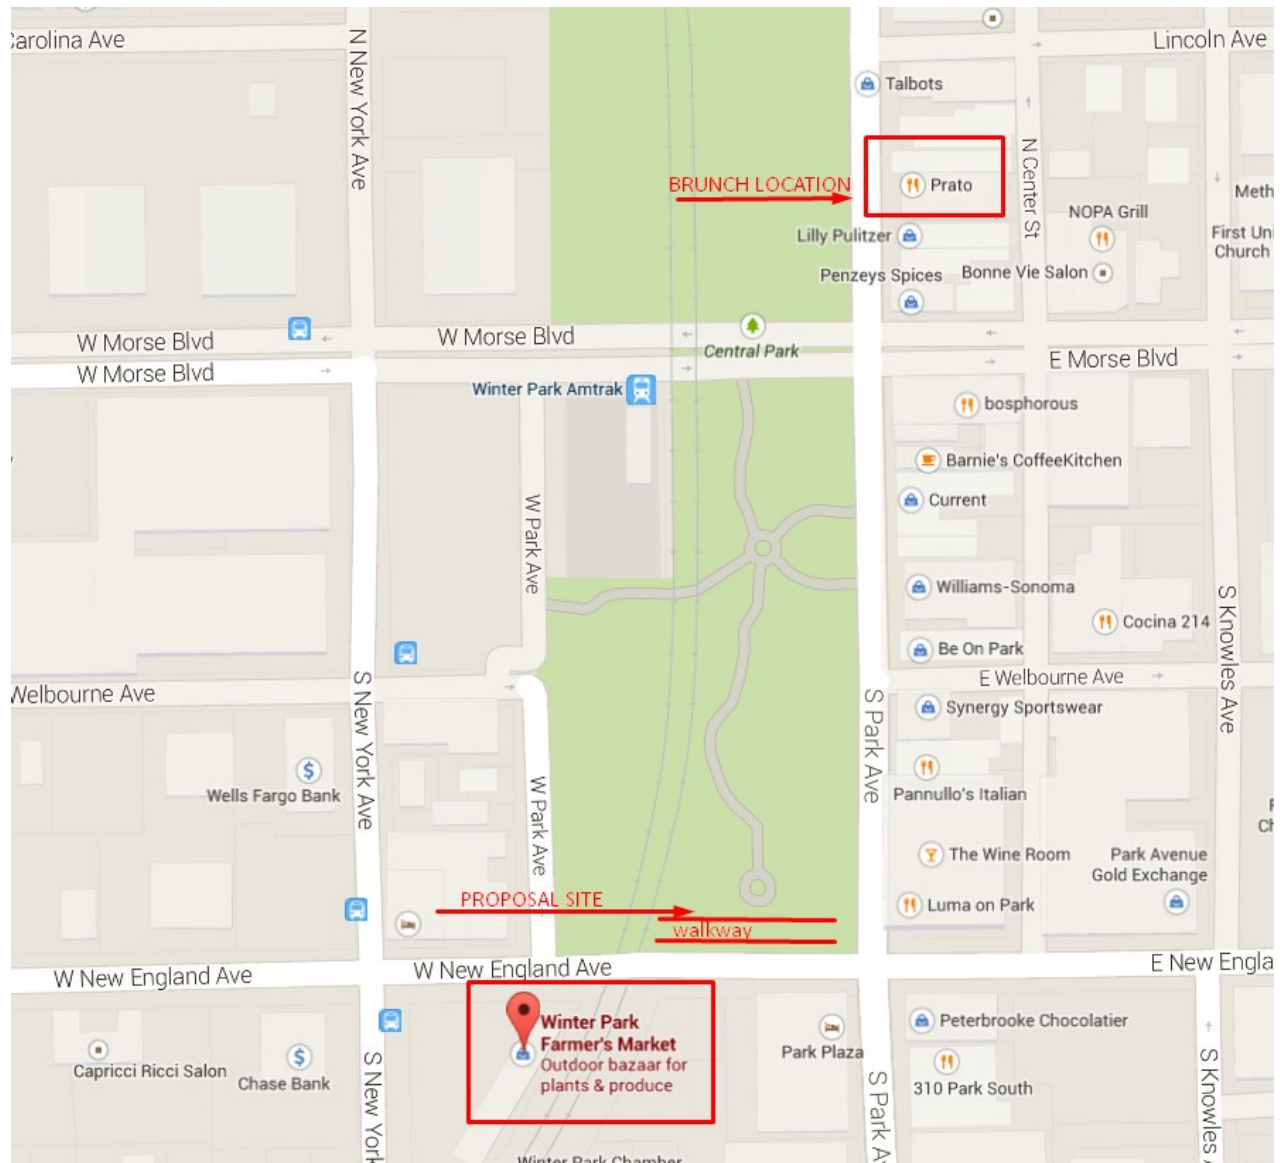 Carolina Ave
N New York Ave
Lincoln Ave
Talbots
N Center St
BRUNCH LOCATION
Prato
Meth
NOPA Grill
Lilly Pulitzer
First Uni
Church
Penzeys Spices
Bonne Vie Salon
W Morse Blvd
W Morse Blvd
Central Park
W Morse Blvd
E Morse Blvd
Winter Park Amtrak
bosphorous
Barnie's CoffeeKitchen
Current
W Park Ave
Williams-Sonoma
S Knowles Ave
Cocina 214
Be On Park
E Welbourne Ave
Welbourne Ave
S New York Ave
S Park Ave
Synergy Sportswear
Wells Fargo Bank
W Park Ave
Pannullo's Italian
Ch
The Wine Room
Park Avenue
Gold Exchange
PROPOSAL SITE
Luma on Park
walkway
W New England Ave
W New England Ave
E New Engla
Winter Park
Farmer's Market
Outdoor bazaar for
plants & produce
Peterbrooke Chocolatier
Park Plaza
Capricci Ricci Salon
Chase Bank
S New York
310 Park South
S Park A
S Knowles
Winter Park Chamber